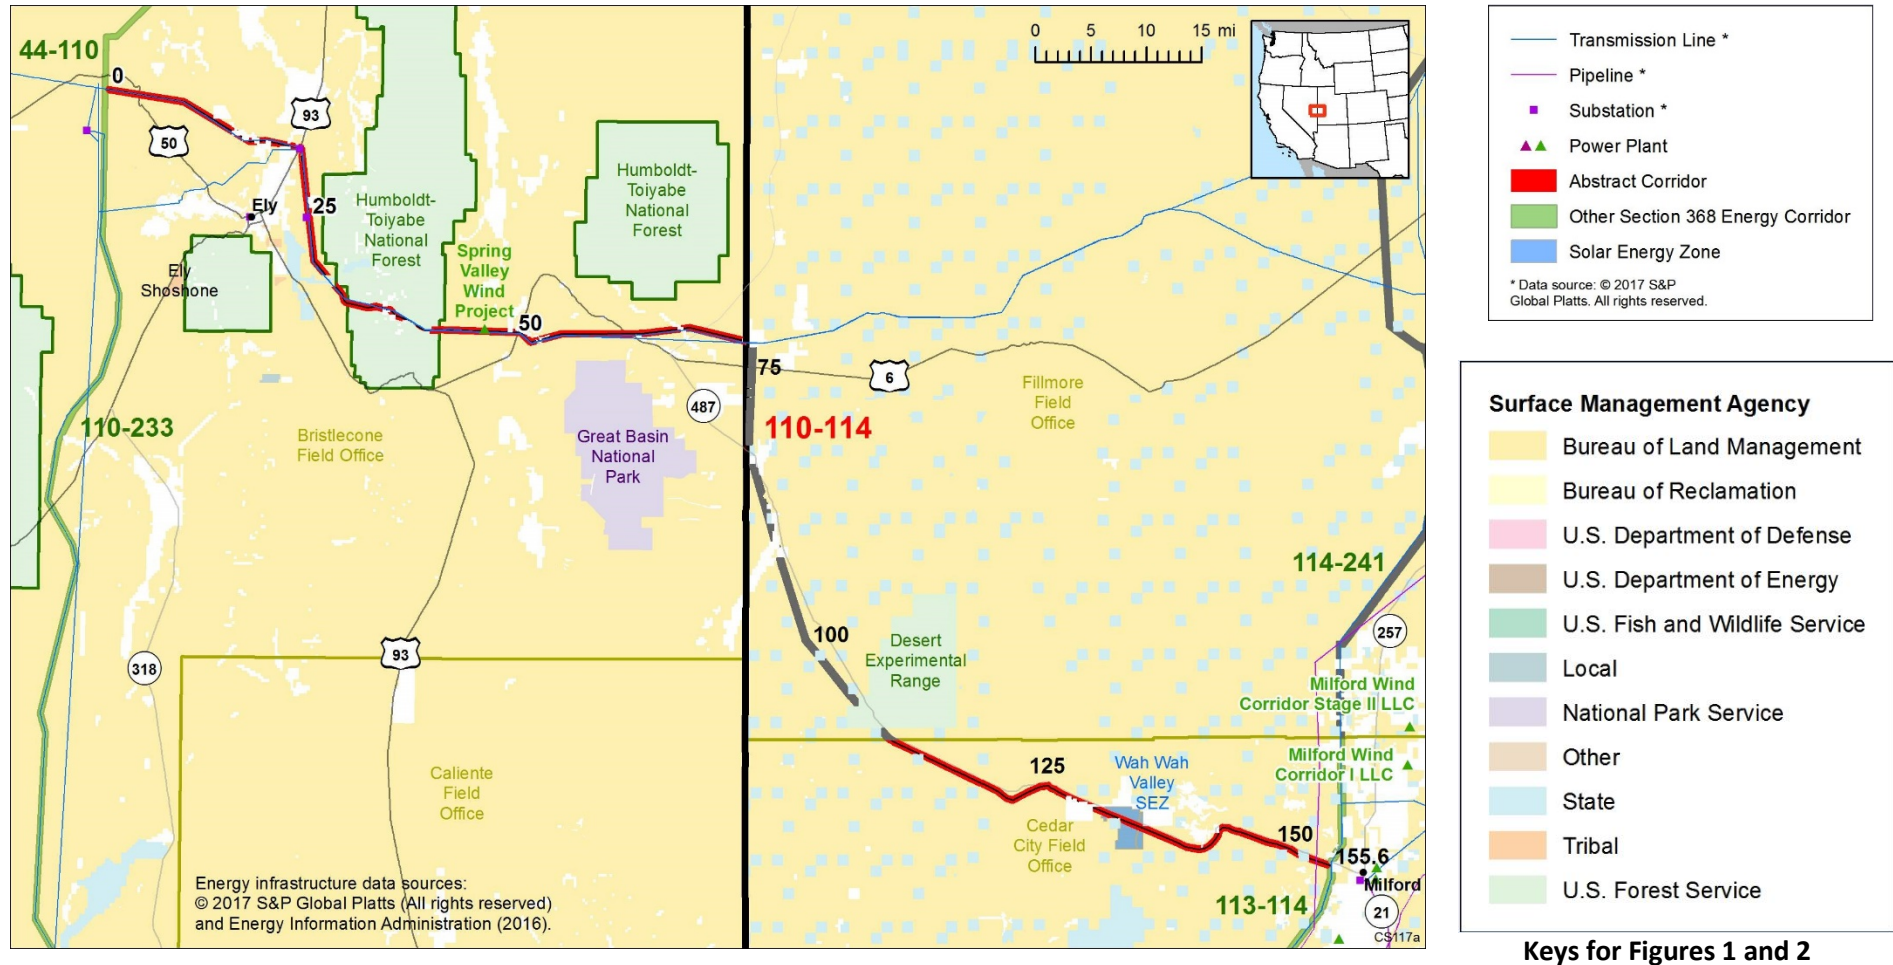 44-110
0
93
50
Ely
25
Humboldt-
Toiyabe
National
Forest
Ely
Shoshone
Spring
Valley
Wind
Project
50
Humboldt-
Toiyabe
National
Forest
0 5 10 15 mi
75
6
487
110-114
Fillmore
Field
Office
110-233
Bristlecone
Field Office
Great Basin
National
Park
114-241
100
Desert
Experimental
Range
257
318
93
Milford Wind
Corridor Stage II LLC
Milford Wind
Corridor I LLC
125
Wah Wah
Valley
SEZ
Caliente
Field
Office
Cedar
City Field
Office
150
155.6
Milford
113-114
21
CS117a
Energy infrastructure data sources:
© 2017 S&P Global Platts (All rights reserved)
and Energy Information Administration (2016).
Transmission Line *
Pipeline *
Substation *
Power Plant
Abstract Corridor
Other Section 368 Energy Corridor
Solar Energy Zone
* Data source: © 2017 S&P
Global Platts. All rights reserved.
Surface Management Agency
Bureau of Land Management
Bureau of Reclamation
U.S. Department of Defense
U.S. Department of Energy
U.S. Fish and Wildlife Service
Local
National Park Service
Other
State
Tribal
U.S. Forest Service
Keys for Figures 1 and 2